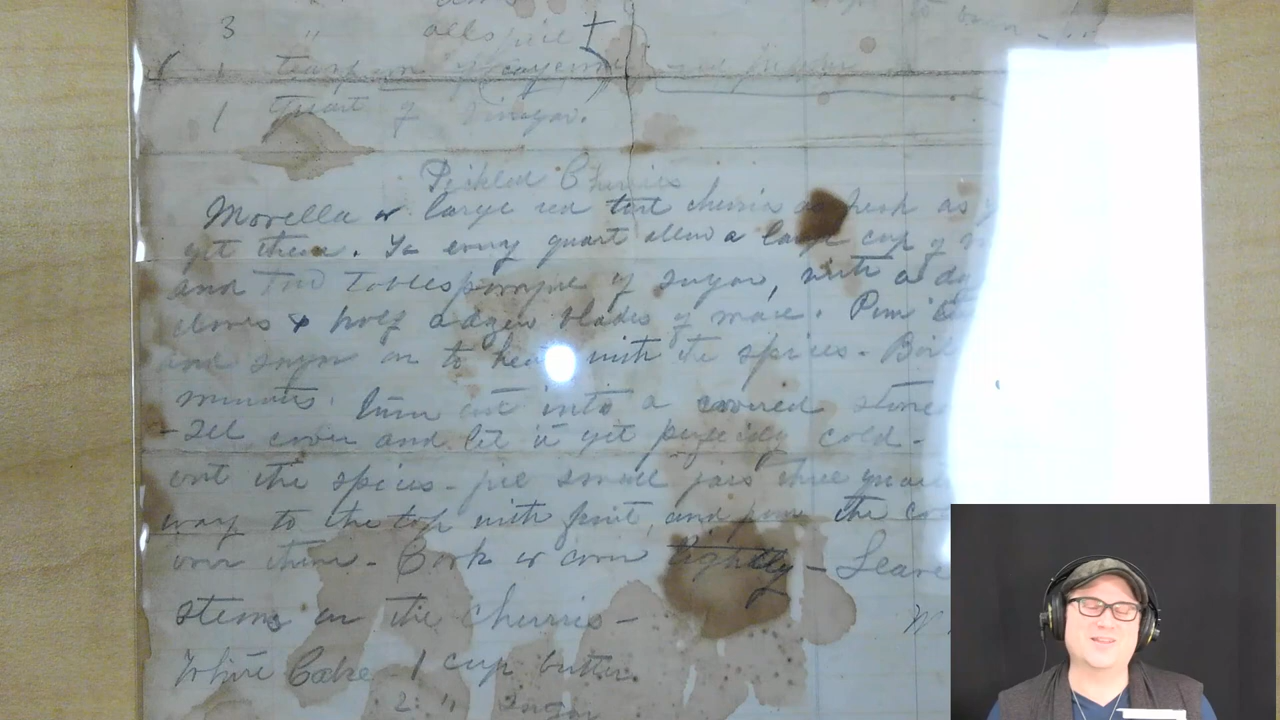 3 " allspice
1 teaspoon of cayenne
1 Quart of Vinegar.
Pickled Cherries
Morella or large red tart cherries as fresh as
get them. To every quart allow a large cup of
and two tablespoonfuls of sugar, with a do
cloves & half a dozen blades of mace.
and sugar on to heat with the spices. Boil
minutes. Turn out into a covered stone
cover and let it get perfectly cold-
out the spices- small jars three quar
way to the top with fruit, and pour the co
over them- Cork or cover tightly- Leave
stems on the Cherries-
White Cake- 1 cup butter.
2 " Sugar